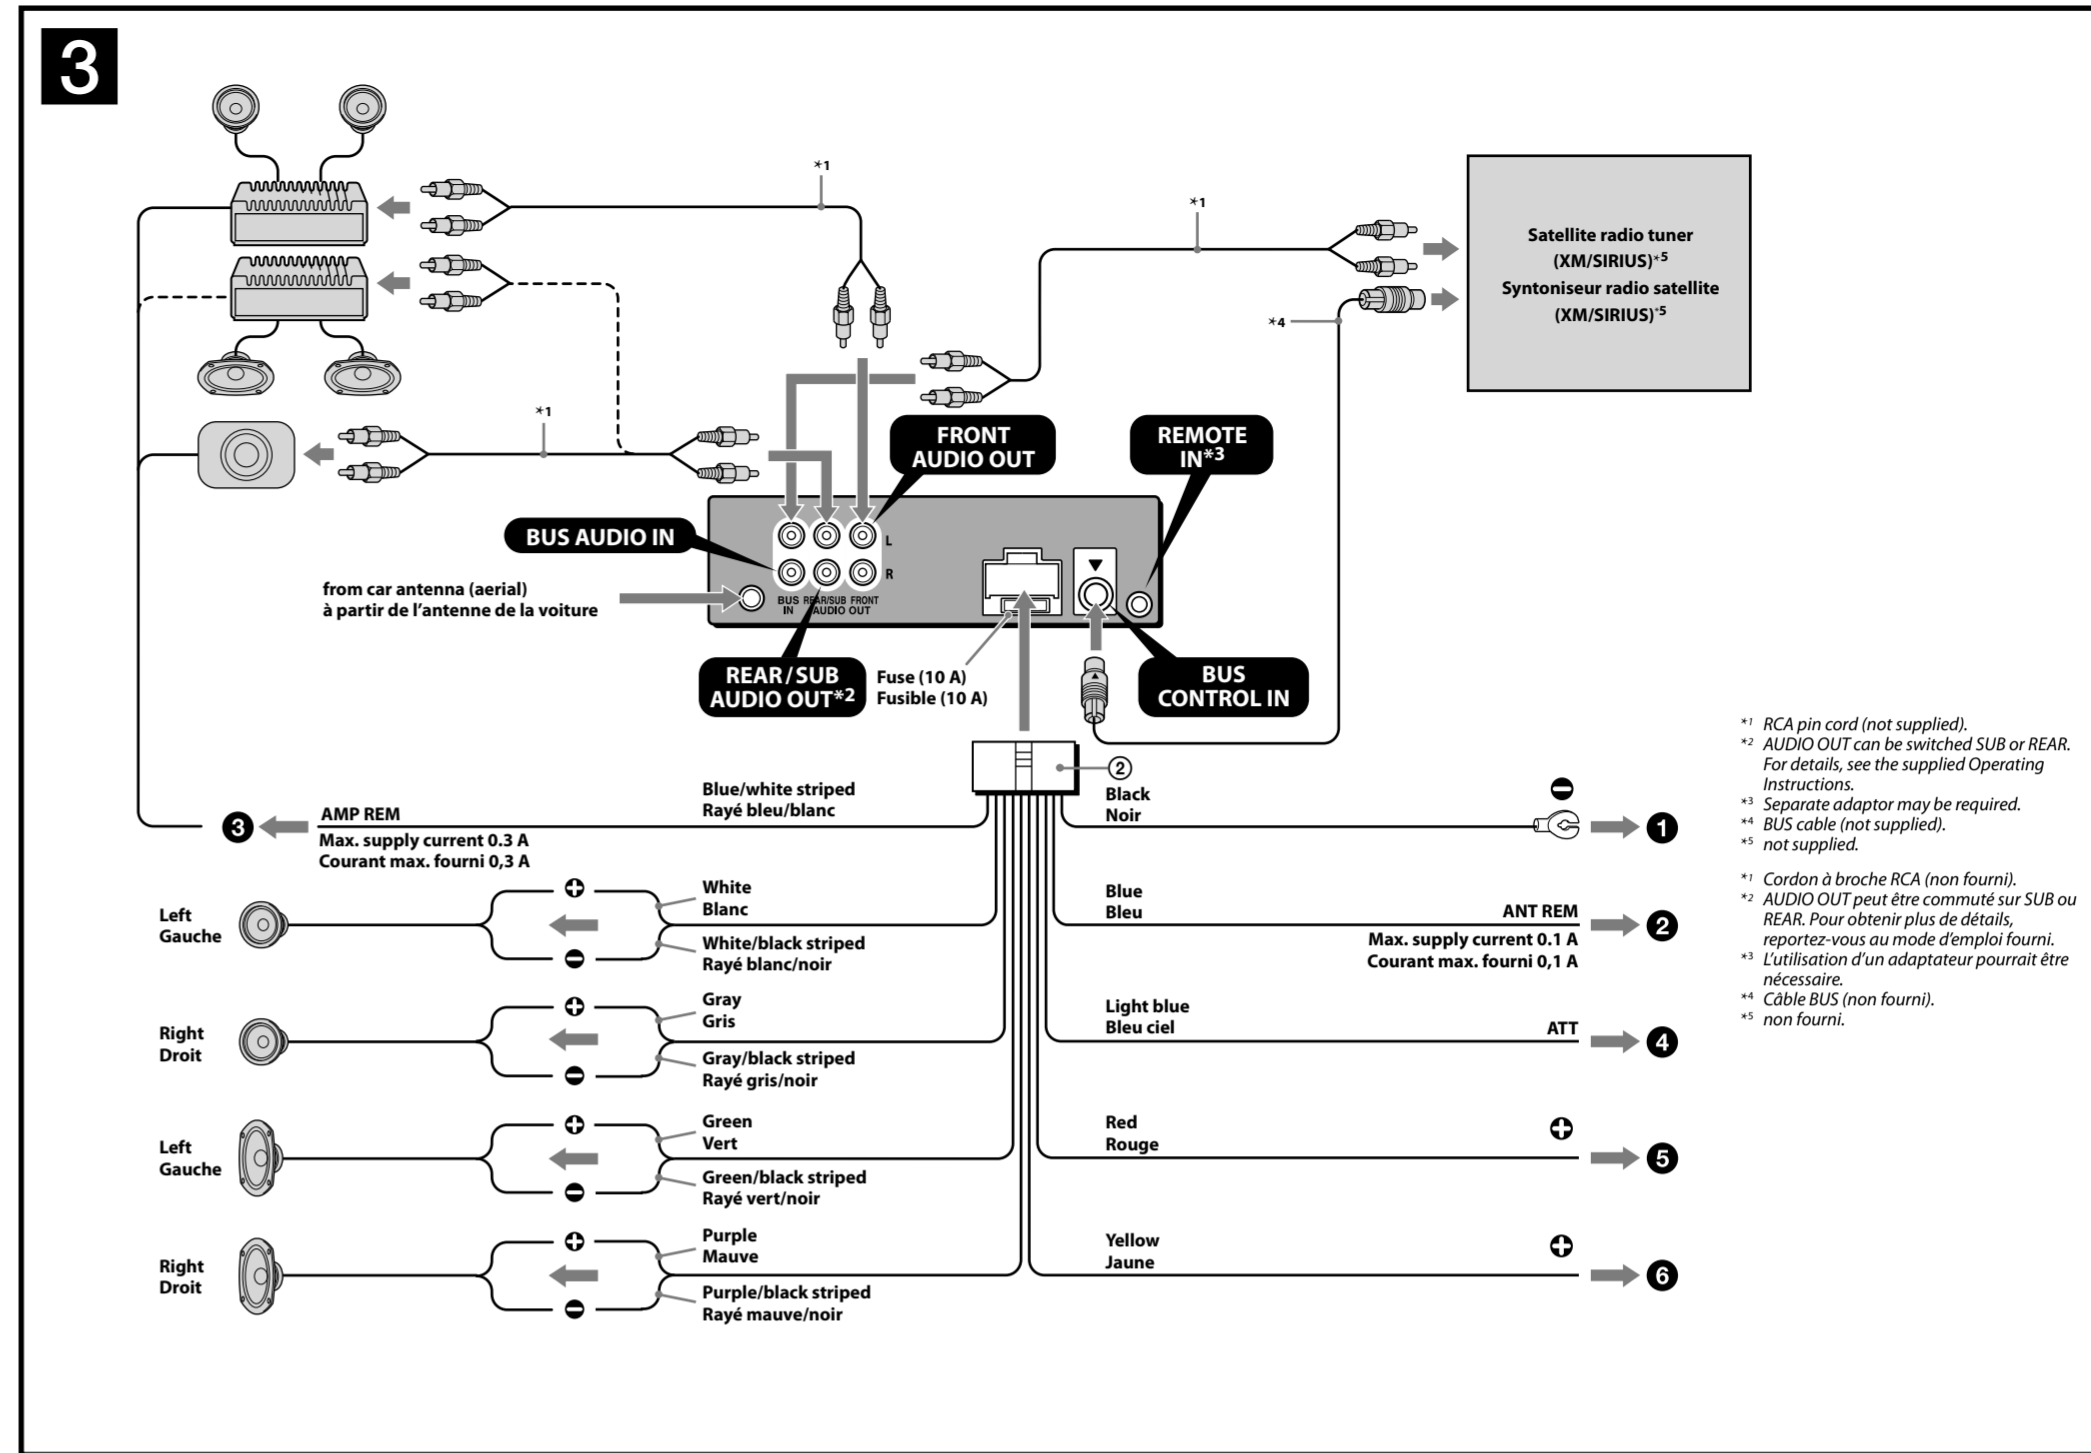 3
*1
*1
Satellite radio tuner
(XM/SIRIUS)*5
Syntoniseur radio satellite
(XM/SIRIUS)*5
*4
*1
FRONT
AUDIO OUT
REMOTE
IN*3
BUS AUDIO IN
L
R
from car antenna (aerial)
à partir de l'antenne de la voiture
BUS REAR/SUB FRONT
IN AUDIO OUT
REAR/SUB
AUDIO OUT*2
Fuse (10 A)
Fusible (10 A)
BUS
CONTROL IN
*1 RCA pin cord (not supplied).
*2 AUDIO OUT can be switched SUB or REAR.
For details, see the supplied Operating
Instructions.
*3 Separate adaptor may be required.
*4 BUS cable (not supplied).
*5 not supplied.
*1 Cordon à broche RCA (non fourni).
*2 AUDIO OUT peut être commuté sur SUB ou
REAR. Pour obtenir plus de détails,
reportez-vous au mode d'emploi fourni.
*3 L'utilisation d'un adaptateur pourrait être
nécessaire.
*4 Câble BUS (non fourni).
*5 non fourni.
2
3
AMP REM
Max. supply current 0.3 A
Courant max. fourni 0,3 A
Blue/white striped
Rayé bleu/blanc
Black
Noir
1
Left
Gauche
White
Blanc
White/black striped
Rayé blanc/noir
Blue
Bleu
ANT REM
Max. supply current 0.1 A
Courant max. fourni 0,1 A
2
Right
Droit
Gray
Gris
Gray/black striped
Rayé gris/noir
Light blue
Bleu ciel
ATT
4
Left
Gauche
Green
Vert
Green/black striped
Rayé vert/noir
Red
Rouge
5
Right
Droit
Purple
Mauve
Purple/black striped
Rayé mauve/noir
Yellow
Jaune
6